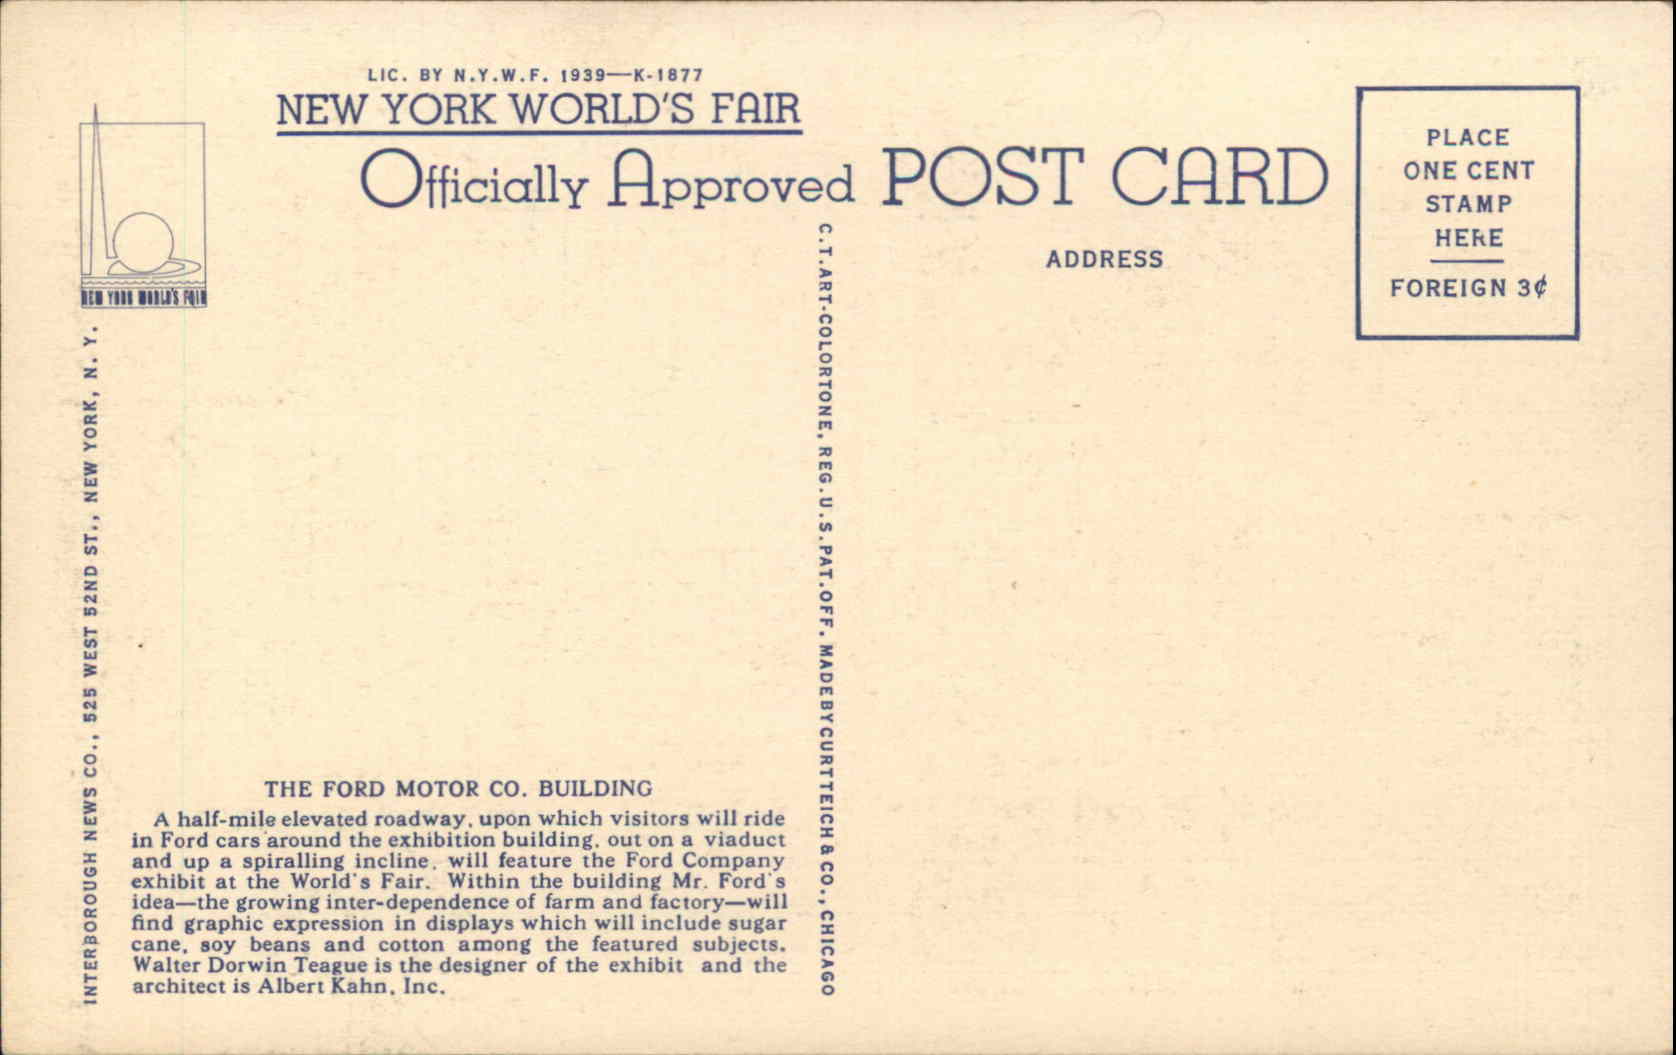 LIC. BY N.Y.W.F. 1939—K-1877
NEW YORK WORLD'S FAIR
Officially Approved POST CARD
PLACE
ONE CENT
STAMP
HERE
FOREIGN 3¢
ADDRESS
NEW YORK WORLD'S FAIR
INTERBOROUGH NEWS CO., 525 WEST 52ND ST., NEW YORK, N. Y.
C.T.ART-COLORTONE, REG.U.S.PAT.OFF. MADE BY CURT TEICH & CO., CHICAGO
THE FORD MOTOR CO. BUILDING
A half-mile elevated roadway, upon which visitors will ride
in Ford cars around the exhibition building, out on a viaduct
and up a spiralling incline, will feature the Ford Company
exhibit at the World's Fair. Within the building Mr. Ford's
idea—the growing inter-dependence of farm and factory—will
find graphic expression in displays which will include sugar
cane, soy beans and cotton among the featured subjects.
Walter Dorwin Teague is the designer of the exhibit and the
architect is Albert Kahn, Inc.